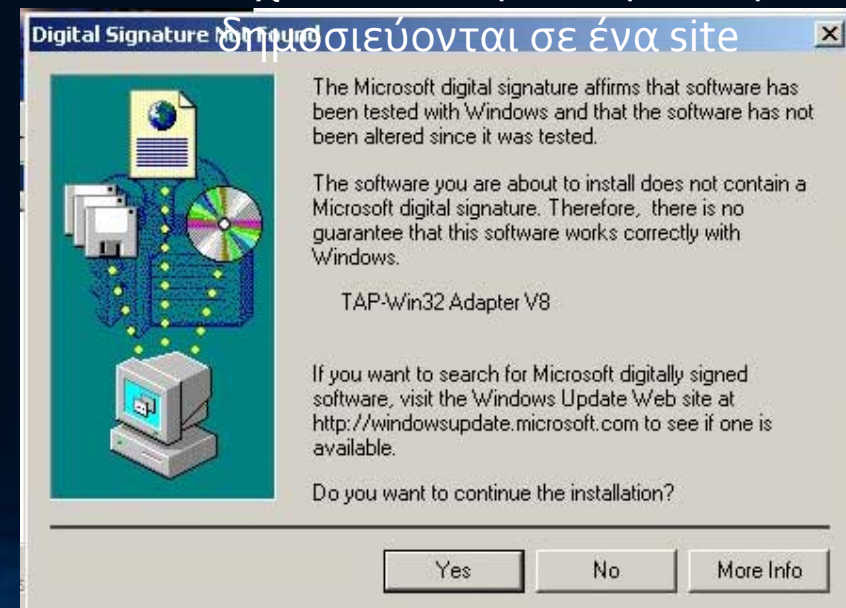 δημοσιεύονται σε ένα site
Digital Signature Not Found
The Microsoft digital signature affirms that software has
been tested with Windows and that the software has not
been altered since it was tested.
The software you are about to install does not contain a
Microsoft digital signature. Therefore, there is no
guarantee that this software works correctly with
Windows.
TAP-Win32 Adapter V8
If you want to search for Microsoft digitally signed
software, visit the Windows Update Web site at
http://windowsupdate.microsoft.com to see if one is
available.
Do you want to continue the installation?
Yes
No
More Info